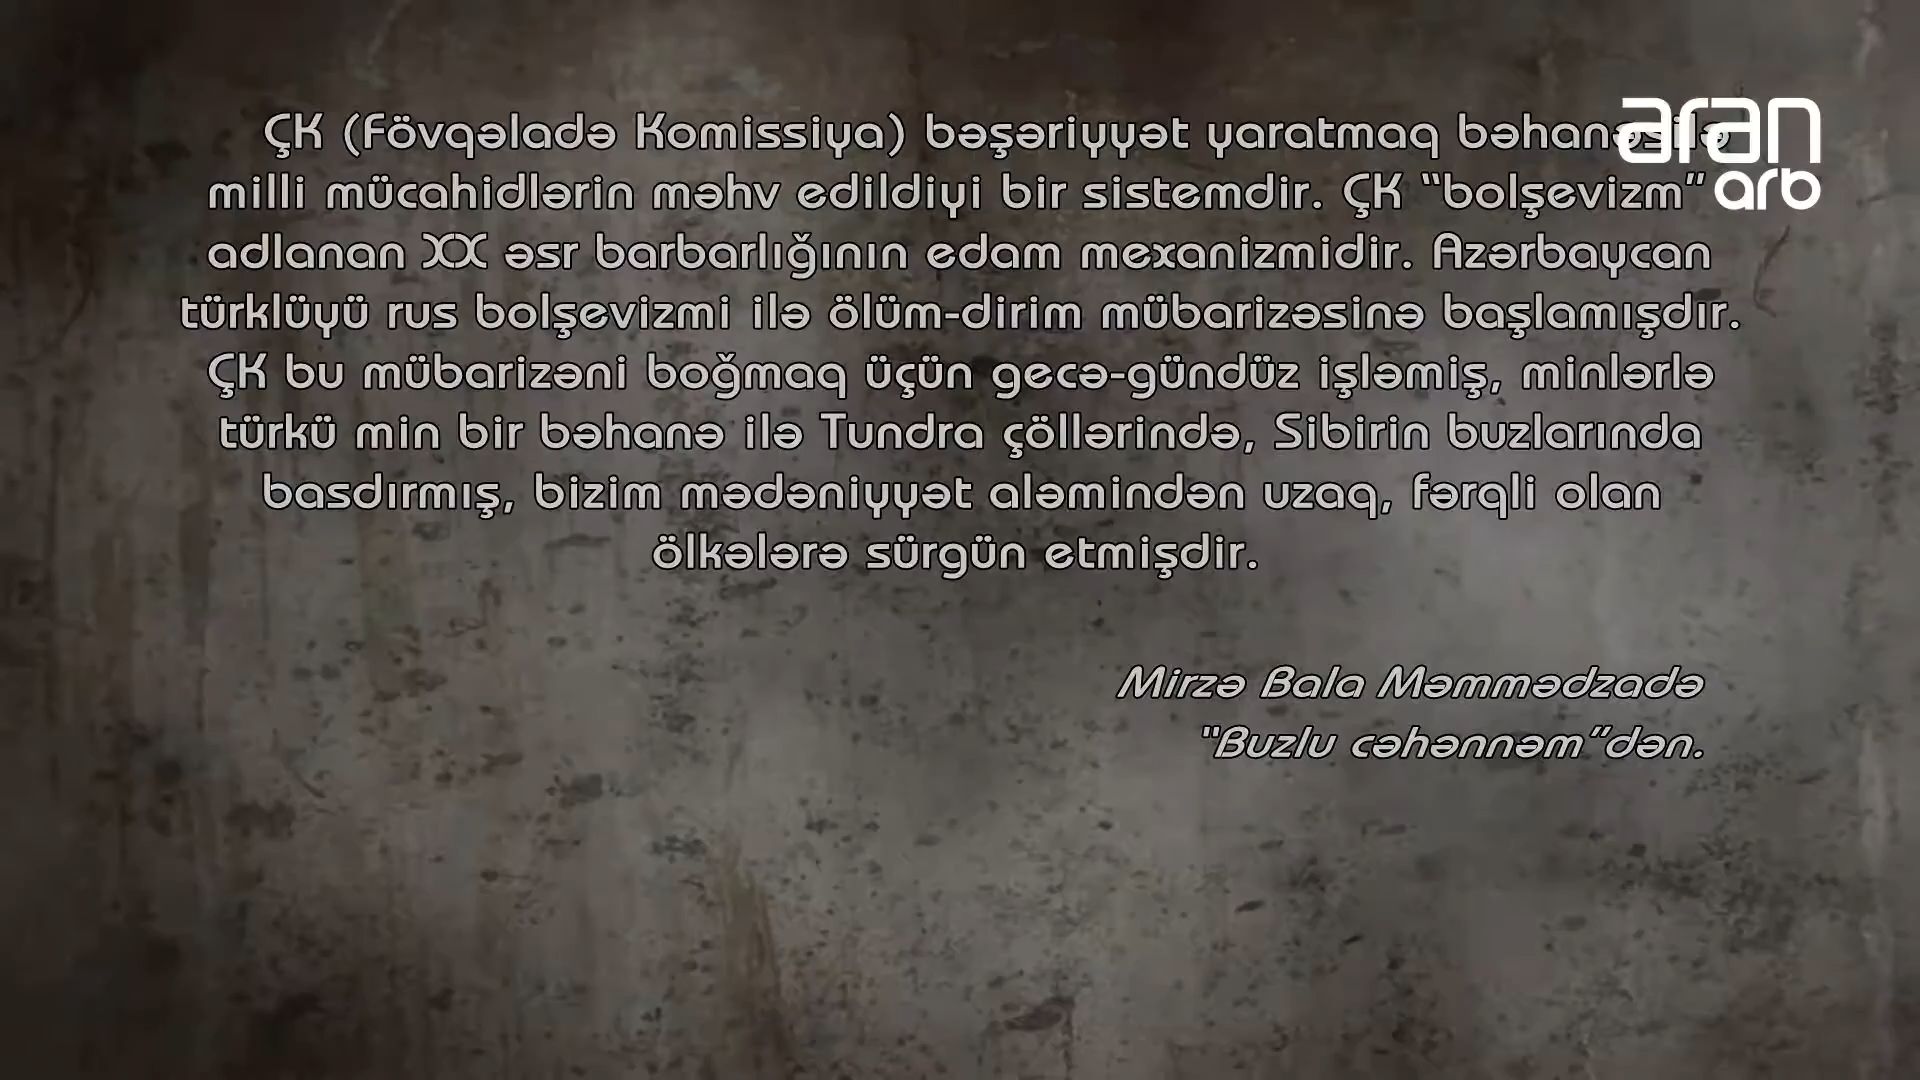 ÇK (Fövqəladə Komissiya) bəşəriyyət yaratmaq bəhanəsilə
milli mücahidlərin məhv edildiyi bir sistemdir. ÇK “bolşevizm”
adlanan XX əsr barbarlığının edam mexanizmidir. Azərbaycan
türklüyü rus bolşevizmi ilə ölüm-dirim mübarizəsinə başlamışdır.
ÇK bu mübarizəni boğmaq üçün gecə-gündüz işləmiş, minlərlə
türkü min bir bəhanə ilə Tundra çöllərində, Sibirin buzlarında
basdırmış, bizim mədəniyyət aləmindən uzaq, fərqli olan
ölkələrə sürgün etmişdir.
Mirzə Bala Məmmədzadə
"Buzlu cəhənnəm”dən.
aran
arb